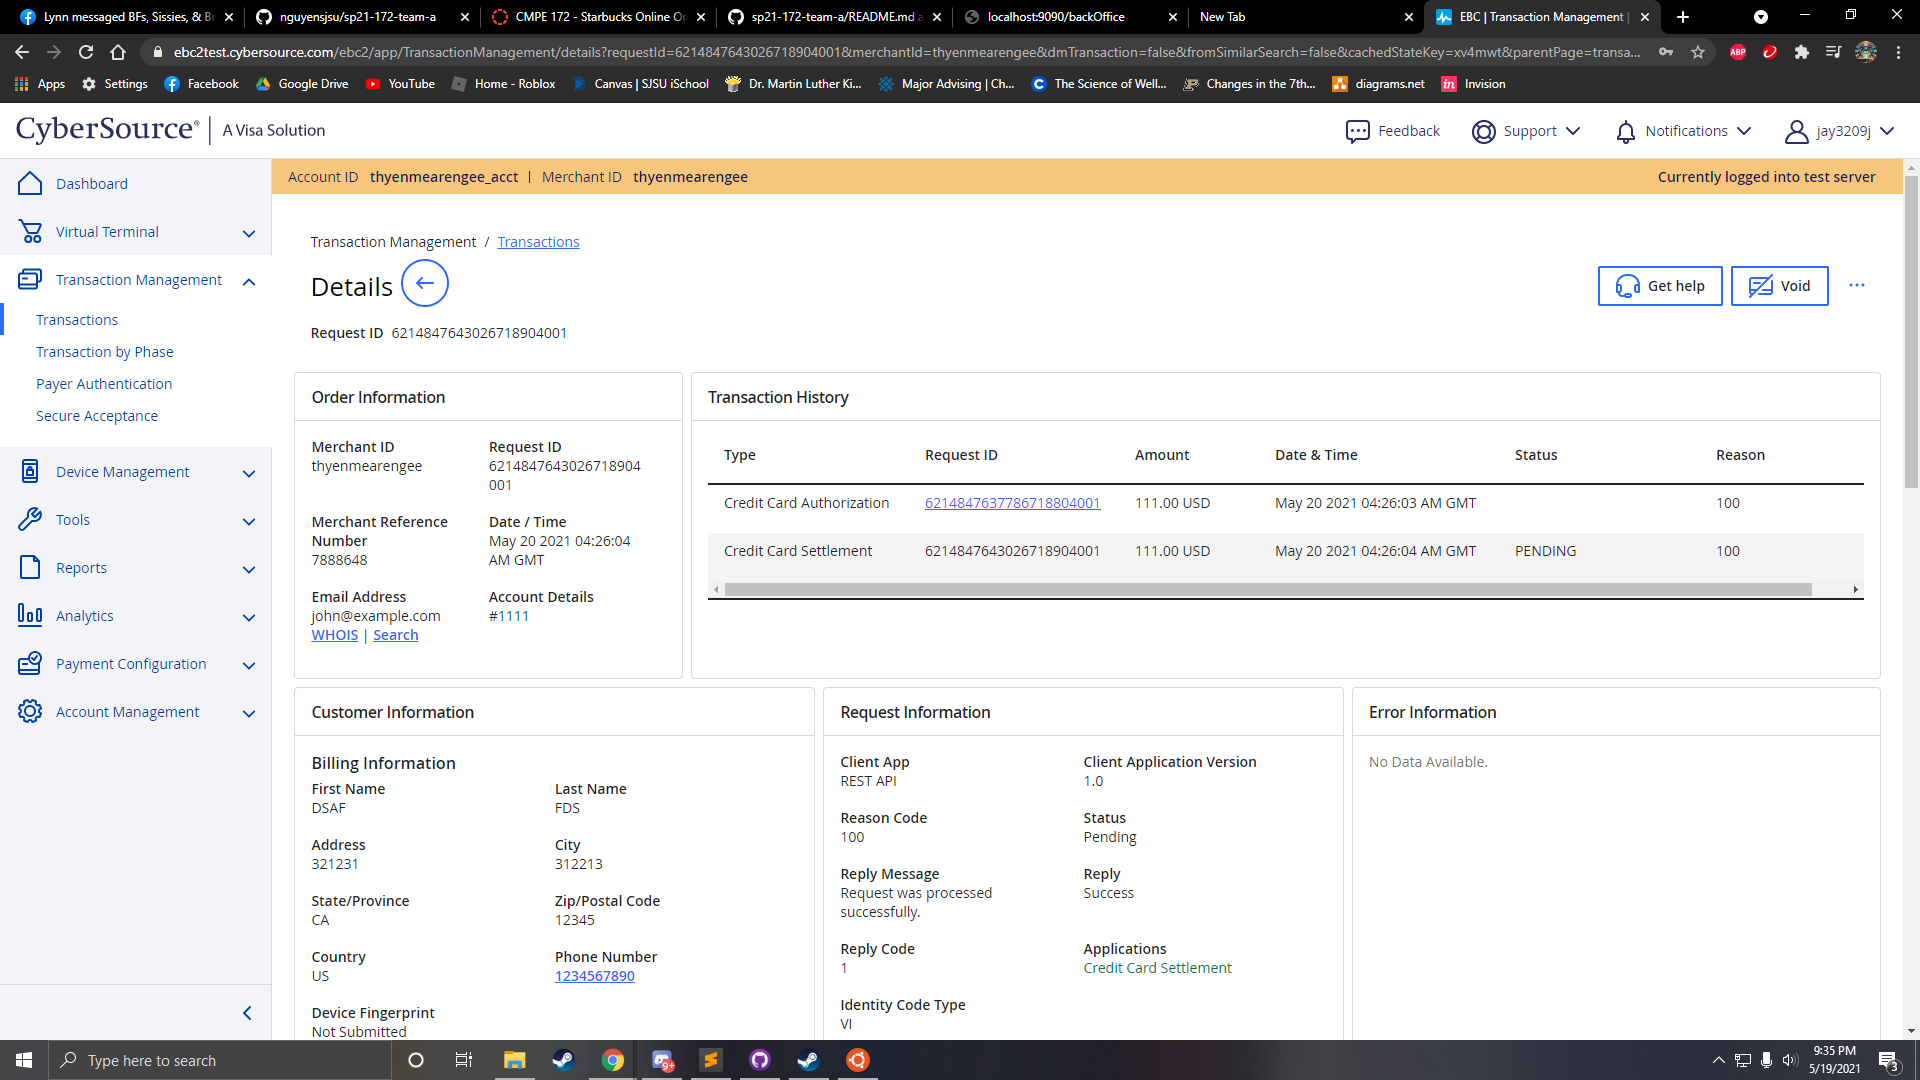 Lynn messaged BFs, Sissies, & Br
nguyensjsu/sp21-172-team-a
CMPE 172 - Starbucks Online Or
sp21-172-team-a/README.md a
localhost:9090/backOffice
New Tab
EBC | Transaction Management |
ebc2test.cybersource.com/ebc2/app/TransactionManagement/details?requestId=6214847643026718904001&merchantId=thyenmearengee&dmTransaction=false&fromSimilarSearch=false&cachedStateKey=xv4mwt&parentPage=transa...
ABP
Apps
Settings
Facebook
Google Drive
YouTube
Home - Roblox
Canvas | SJSU iSchool
Dr. Martin Luther Ki...
Major Advising | Ch...
The Science of Well...
Changes in the 7th...
diagrams.net
in Invision
CyberSource® | A Visa Solution
Feedback
Support
Notifications
jay3209j
Account ID thyenmearengee_acct | Merchant ID thyenmearengee
Currently logged into test server
Dashboard
Virtual Terminal
Transaction Management
Transactions
Transaction by Phase
Payer Authentication
Secure Acceptance
Device Management
Tools
Reports
Analytics
Payment Configuration
Account Management
Transaction Management / Transactions
Details
Get help
Void
...
Request ID 6214847643026718904001
Order Information
Merchant ID
thyenmearengee
Request ID
6214847643026718904
001
Merchant Reference
Number
7888648
Date / Time
May 20 2021 04:26:04
AM GMT
Email Address
john@example.com
WHOIS | Search
Account Details
#1111
Transaction History
Type Request ID Amount Date & Time Status Reason
Credit Card Authorization 6214847637786718804001 111.00 USD May 20 2021 04:26:03 AM GMT 100
Credit Card Settlement 6214847643026718904001 111.00 USD May 20 2021 04:26:04 AM GMT PENDING 100
Customer Information
Billing Information
First Name
DSAF
Last Name
FDS
Address
321231
City
312213
State/Province
CA
Zip/Postal Code
12345
Country
US
Phone Number
1234567890
Device Fingerprint
Not Submitted
Request Information
Client App
REST API
Client Application Version
1.0
Reason Code
100
Status
Pending
Reply Message
Request was processed
successfully.
Reply
Success
Reply Code
1
Applications
Credit Card Settlement
Identity Code Type
VI
Error Information
No Data Available.
Type here to search
9+
9:35 PM
5/19/2021
3